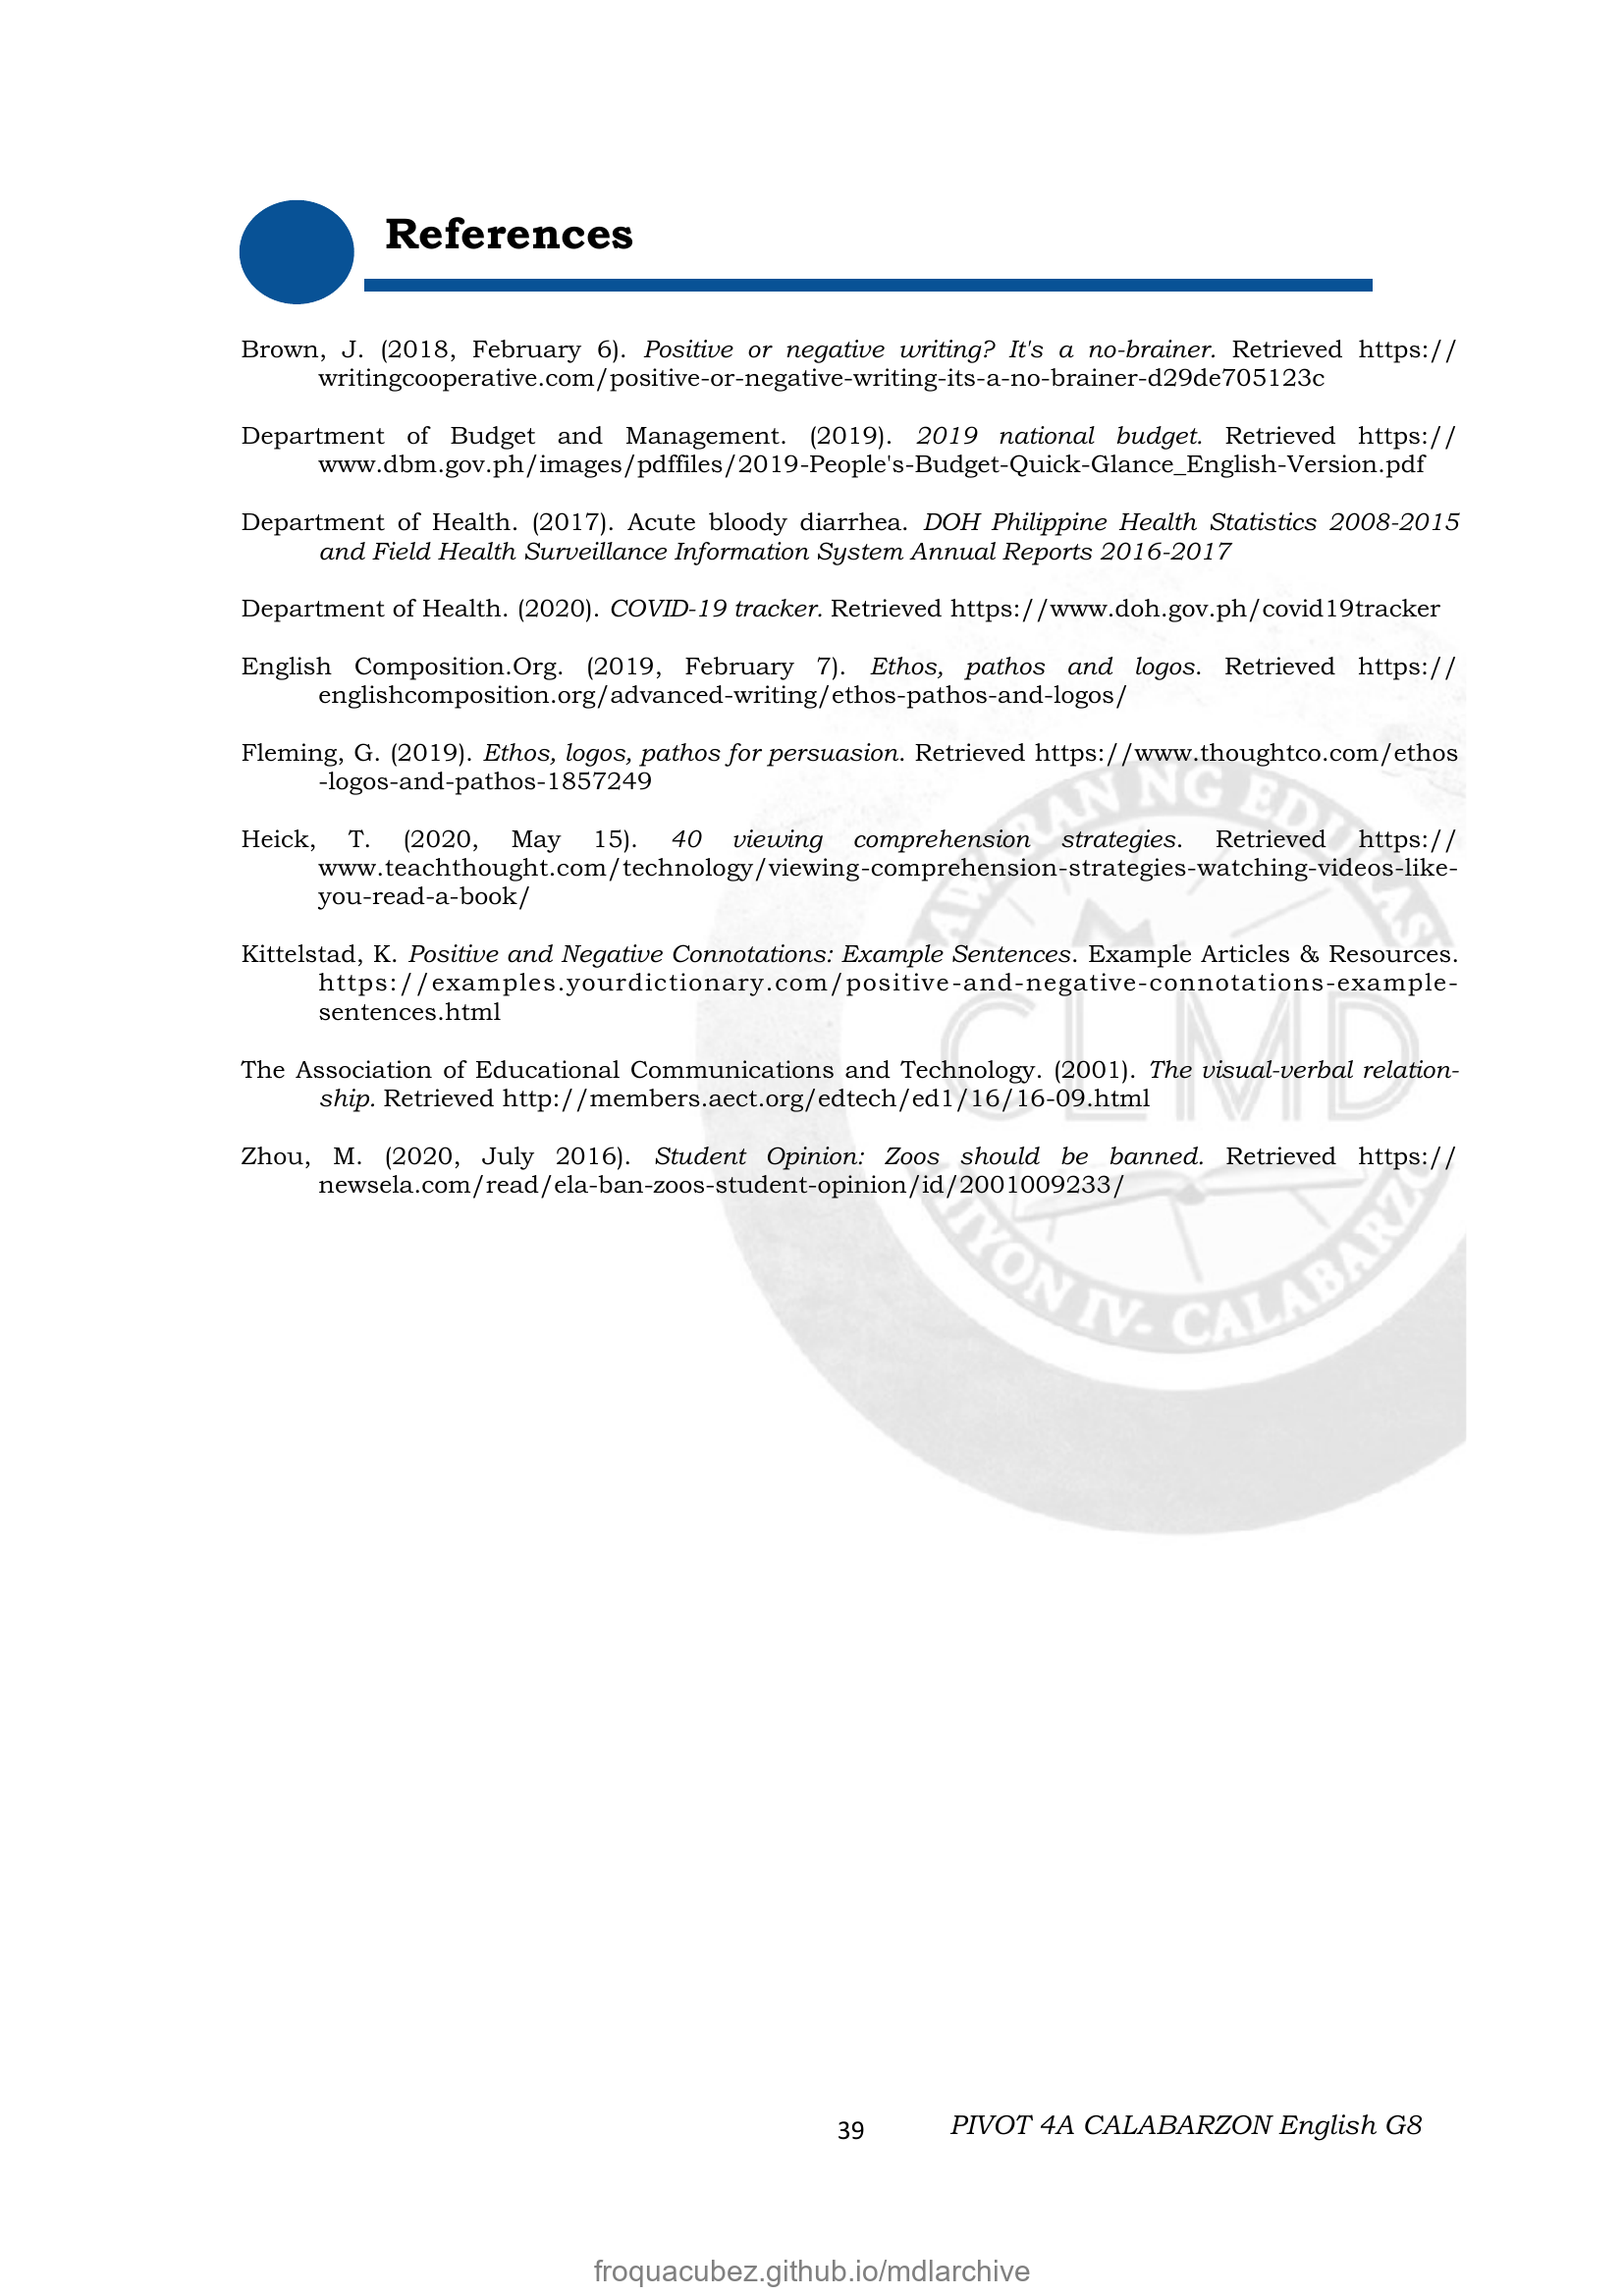 References
Brown, J. (2018, February 6). Positive or negative writing? It's a no-brainer. Retrieved https://
writingcooperative.com/positive-or-negative-writing-its-a-no-brainer-d29de705123c
Department of Budget and Management. (2019). 2019 national budget. Retrieved https://
www.dbm.gov.ph/images/pdffiles/2019-People's-Budget-Quick-Glance_English-Version.pdf
Department of Health. (2017). Acute bloody diarrhea. DOH Philippine Health Statistics 2008-2015
and Field Health Surveillance Information System Annual Reports 2016-2017
Department of Health. (2020). COVID-19 tracker. Retrieved https://www.doh.gov.ph/covid19tracker
English Composition.Org. (2019, February 7). Ethos, pathos and logos. Retrieved https://
englishcomposition.org/advanced-writing/ethos-pathos-and-logos/
Fleming, G. (2019). Ethos, logos, pathos for persuasion. Retrieved https://www.thoughtco.com/ethos
-logos-and-pathos-1857249
Heick, T. (2020, May 15). 40 viewing comprehension strategies. Retrieved https://
www.teachthought.com/technology/viewing-comprehension-strategies-watching-videos-like-
you-read-a-book/
Kittelstad, K. Positive and Negative Connotations: Example Sentences. Example Articles & Resources.
https://examples.yourdictionary.com/positive-and-negative-connotations-example-
sentences.html
The Association of Educational Communications and Technology. (2001). The visual-verbal relation-
ship. Retrieved http://members.aect.org/edtech/ed1/16/16-09.html
Zhou, M. (2020, July 2016). Student Opinion: Zoos should be banned. Retrieved https://
newsela.com/read/ela-ban-zoos-student-opinion/id/2001009233/
NG
CLMD
IV-
39 PIVOT 4A CALABARZON English G8
froquacubez.github.io/mdlarchive